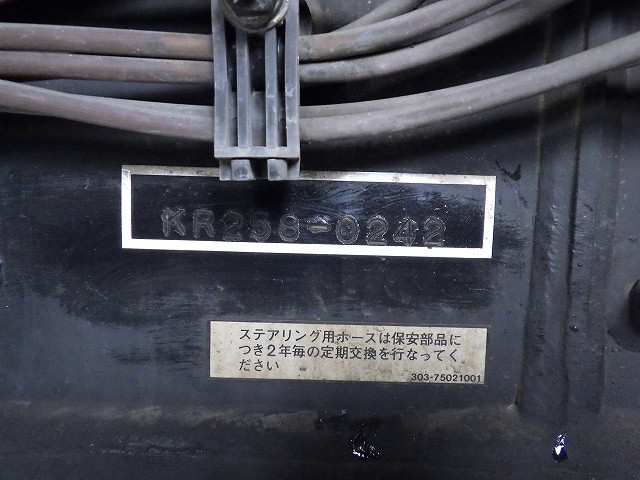 KR258-0242
ステアリング用ホースは保安部品に
つき2年毎の定期交換を行なってく
ださい
303-75021001